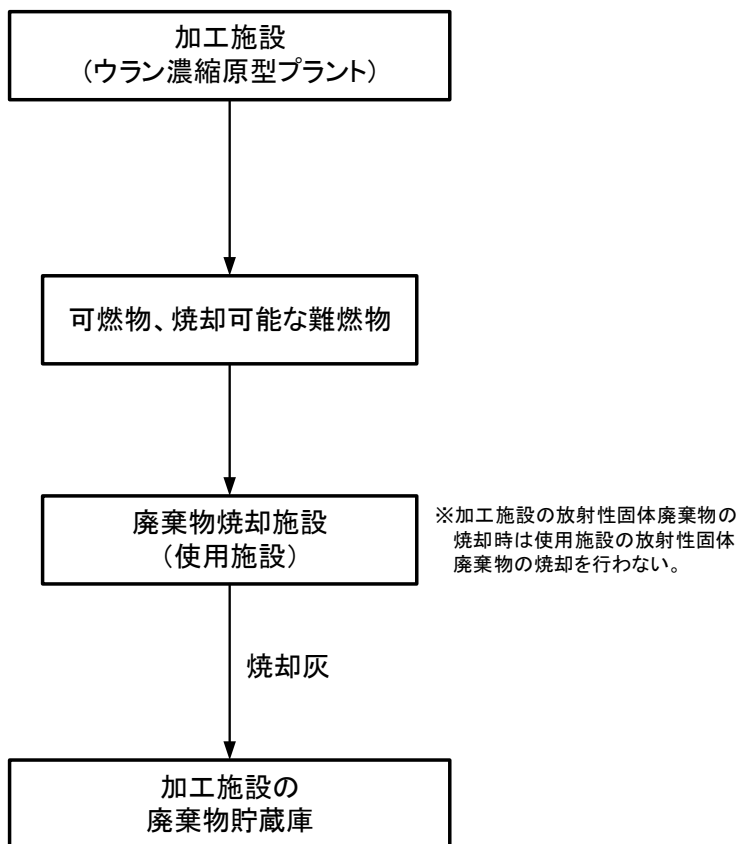 加工施設
（ウラン濃縮原型プラント）
可燃物、焼却可能な難燃物
廃棄物焼却施設
（使用施設）
※加工施設の放射性固体廃棄物の
焼却時は使用施設の放射性固体
廃棄物の焼却を行わない。
焼却灰
加工施設の
廃棄物貯蔵庫